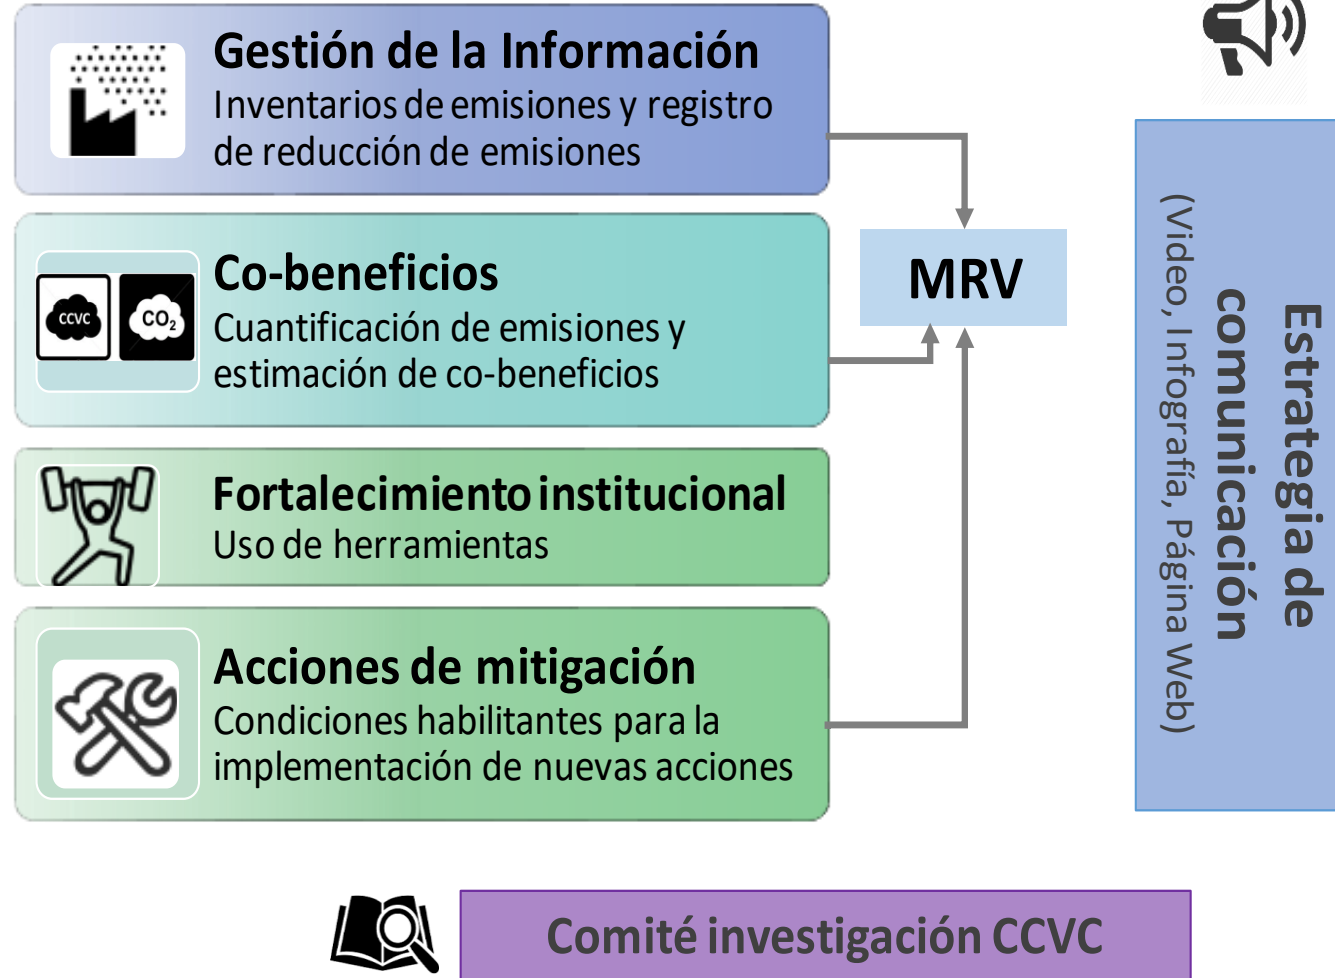 Gestión de la Información
Inventarios de emisiones y registro
de reducción de emisiones
CCVC
CO₂
Co-beneficios
Cuantificación de emisiones y
estimación de co-beneficios
Fortalecimiento institucional
Uso de herramientas
Acciones de mitigación
Condiciones habilitantes para la
implementación de nuevas acciones
MRV
Estrategia de
comunicación
(Video, Infografía, Página Web)
Comité investigación CCVC